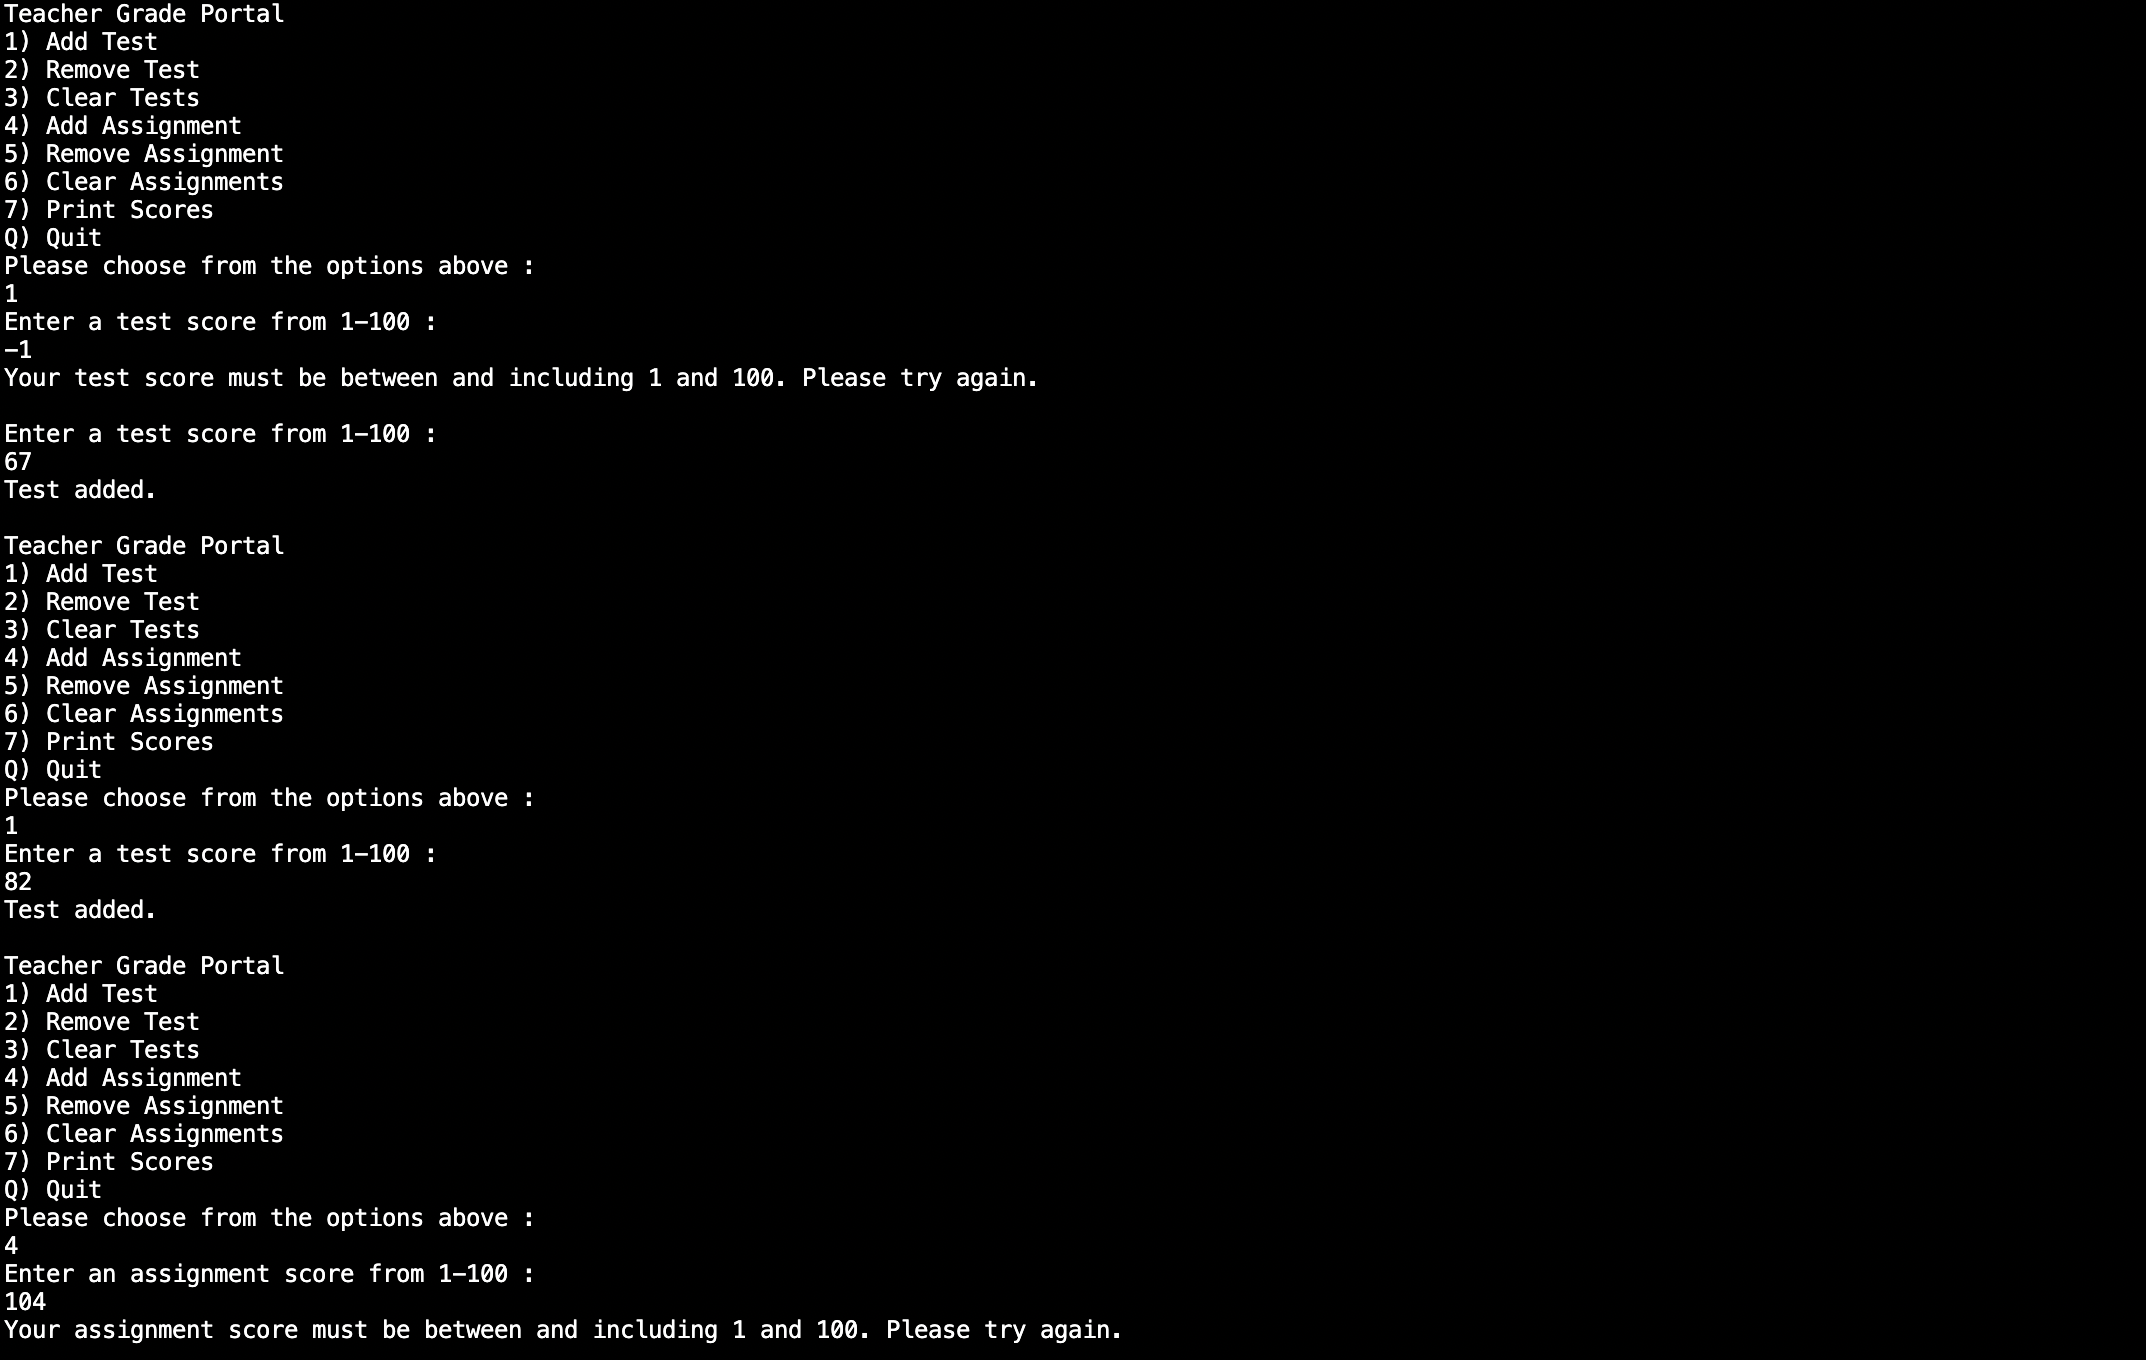 Teacher Grade Portal
1) Add Test
2) Remove Test
3) Clear Tests
4) Add Assignment
5) Remove Assignment
6) Clear Assignments
7) Print Scores
Q) Quit
Please choose from the options above :
1
Enter a test score from 1-100 :
-1
Your test score must be between and including 1 and 100. Please try again.

Enter a test score from 1-100 :
67
Test added.

Teacher Grade Portal
1) Add Test
2) Remove Test
3) Clear Tests
4) Add Assignment
5) Remove Assignment
6) Clear Assignments
7) Print Scores
Q) Quit
Please choose from the options above :
1
Enter a test score from 1-100 :
82
Test added.

Teacher Grade Portal
1) Add Test
2) Remove Test
3) Clear Tests
4) Add Assignment
5) Remove Assignment
6) Clear Assignments
7) Print Scores
Q) Quit
Please choose from the options above :
4
Enter an assignment score from 1-100 :
104
Your assignment score must be between and including 1 and 100. Please try again.